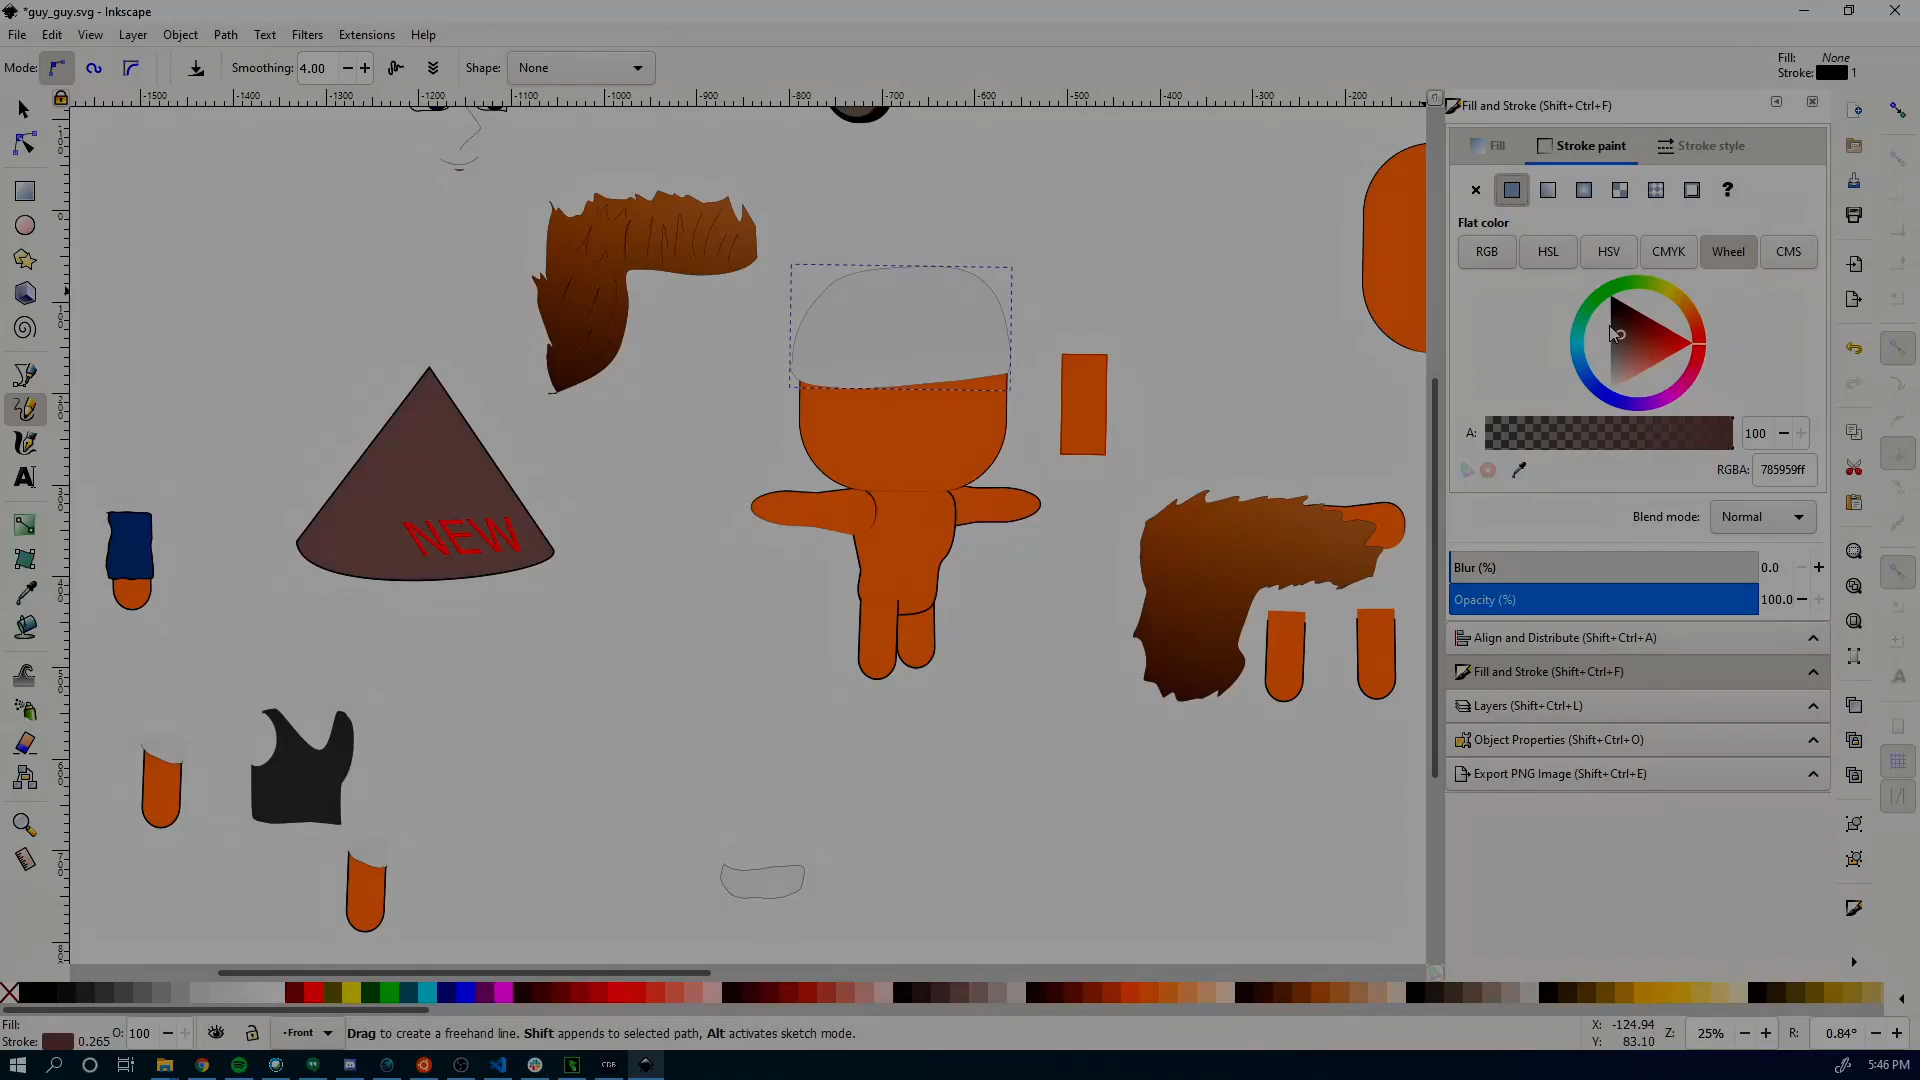 *guy_guy.svg - Inkscape
File Edit View Layer Object Path Text Filters Extensions Help
Mode: Smoothing: 4.00 Shape: None Fill: None
Stroke: 1
-1500 -1400 -1300 -1200 -1100 -1000 -900 -800 -700 -600 -500 -400 -300 -200
Fill and Stroke (Shift+Ctrl+F)
Fill Stroke paint Stroke style
Flat color
RGB HSL HSV CMYK Wheel CMS
A: 100
RGBA: 785959ff
Blend mode: Normal
Blur (%) 0.0
Opacity (%) 100.0
Align and Distribute (Shift+Ctrl+A)
Fill and Stroke (Shift+Ctrl+F)
Layers (Shift+Ctrl+L)
Object Properties (Shift+Ctrl+O)
Export PNG Image (Shift+Ctrl+E)
NEW
Fill:
Stroke: 0.265 O: 100 -Front Drag to create a freehand line. Shift appends to selected path, Alt activates sketch mode. X: -124.94
Y: 83.10 Z: 25% R: 0.84°
CDB 5:46 PM